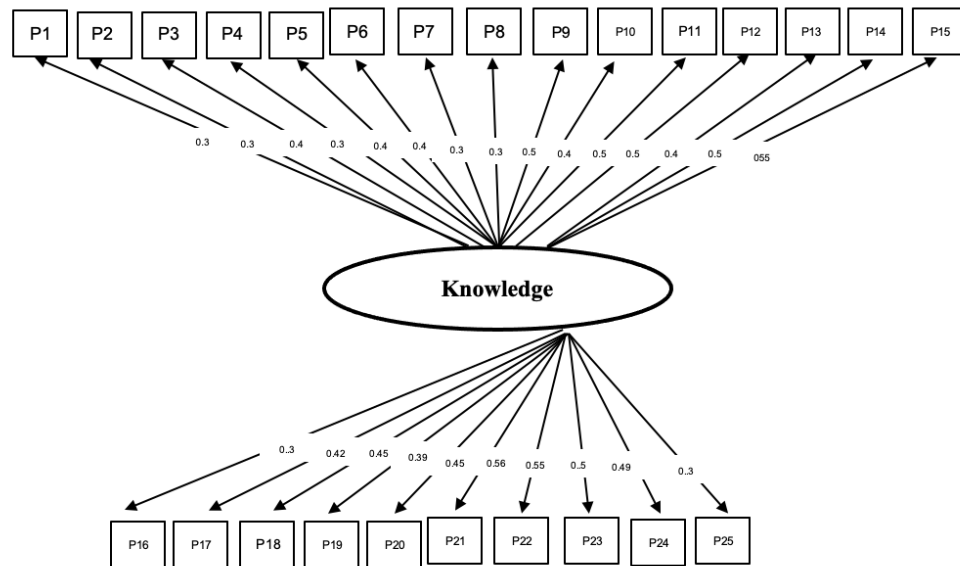 P1 P2 P3 P4 P5 P6 P7 P8 P9 P10 P11 P12 P13 P14 P15
0.3 0.3 0.4 0.3 0.4 0.4 0.3 0.3 0.5 0.4 0.5 0.5 0.4 0.5 055
Knowledge
0..3 0.42 0.45 0.39 0.45 0.56 0.55 0.5 0.49 0..3
P16 P17 P18 P19 P20 P21 P22 P23 P24 P25